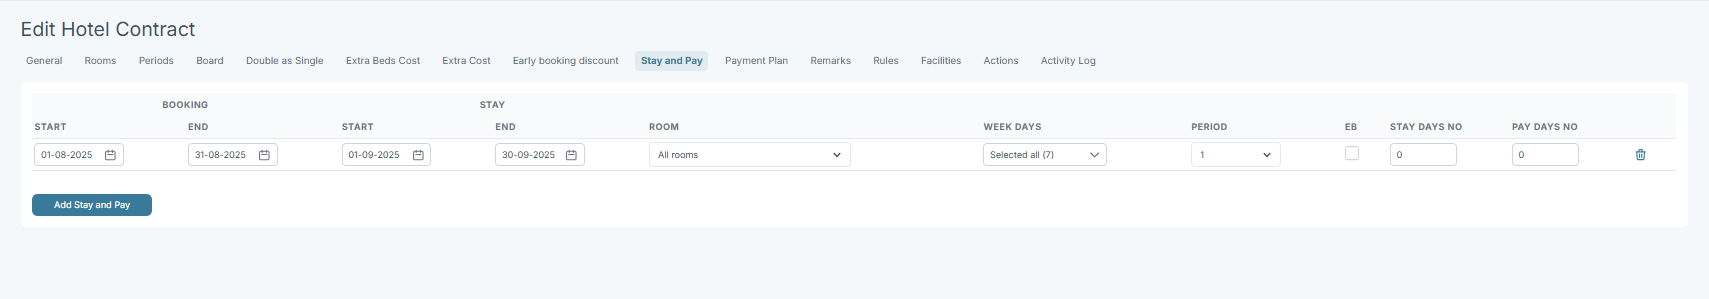 Edit Hotel Contract
General Rooms Periods Board Double as Single Extra Beds Cost Extra Cost Early booking discount Stay and Pay Payment Plan Remarks Rules Facilities Actions Activity Log
BOOKING STAY
START END START END ROOM WEEK DAYS PERIOD EB STAY DAYS NO PAY DAYS NO
01-08-2025 31-08-2025 01-09-2025 30-09-2025 All rooms Selected all (7) 1 0 0
Add Stay and Pay